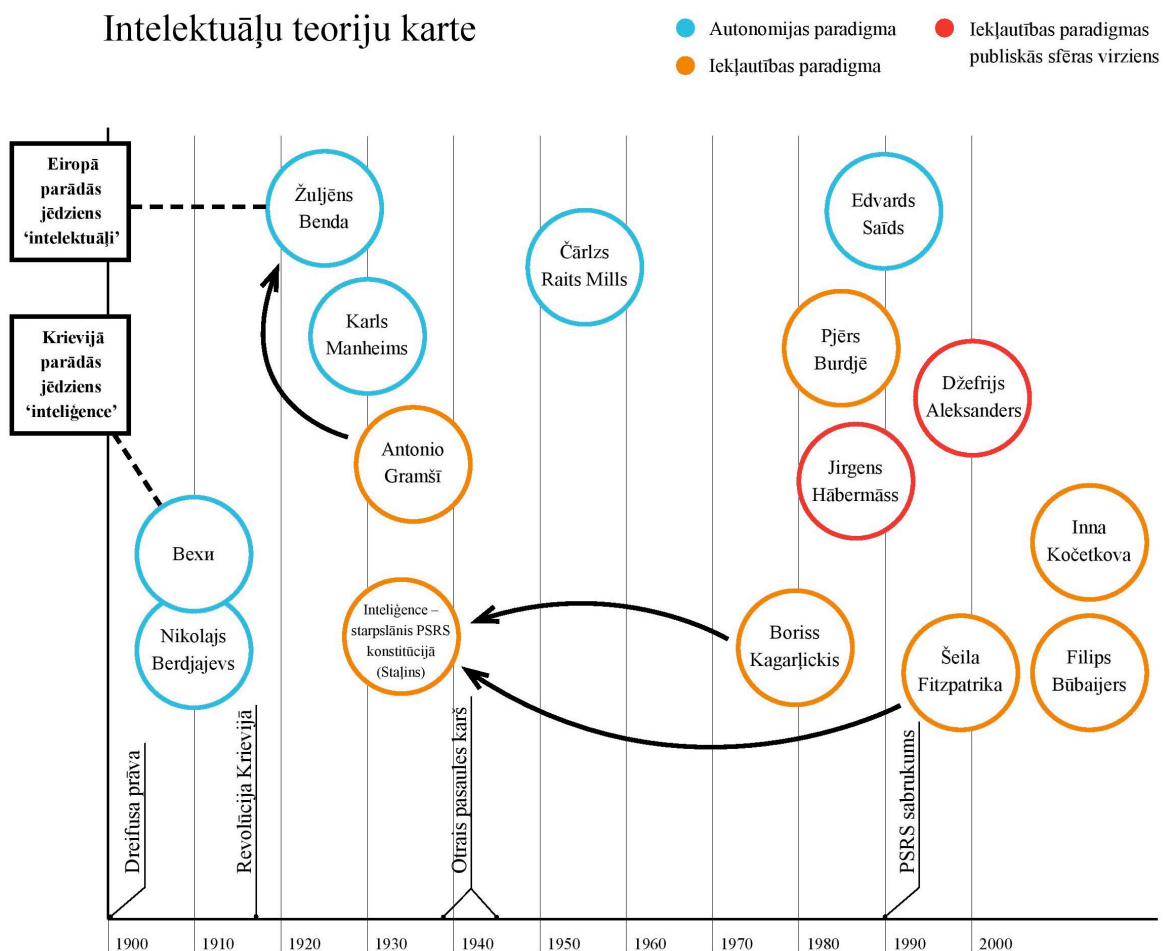 Intelektuāļu teoriju karte
Autonomijas paradigma
Iekļautības paradigma
Iekļautības paradigmas
publiskās sfēras virziens
Eiropā
parādās
jēdziens
‘intelektuāļi’
Krievijā
parādās
jēdziens
‘inteliģence’
Žuljēns
Benda
Karls
Manheims
Antonio
Gramšī
Вехи
Nikolajs
Berdjajevs
Inteliģence –
starpslānis PSRS
konstitūcijā
(Staļins)
Čārlzs
Raits Mills
Edvards
Saīds
Pjērs
Burdjē
Džefrijs
Aleksanders
Jirgens
Hābermāss
Inna
Kočetkova
Boriss
Kagarļickis
Šeila
Fitzpatrika
Filips
Būbaijers
Dreifusa prāva
Revolūcija Krievijā
Otrais pasaules karš
PSRS sabrukums
1900
1910
1920
1930
1940
1950
1960
1970
1980
1990
2000